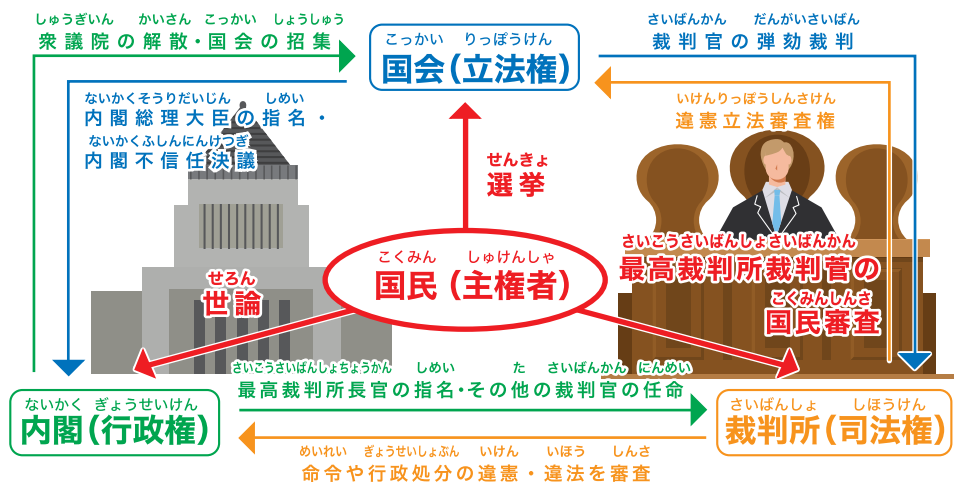 しゅうぎいん かいさん こっかい しょうしゅう
衆議院の解散・国会の招集
こっかい りっぽうけん
国会（立法権）
さいばんかん だんがいさいばん
裁判官の弾劾裁判
ないかくそうりだいじん しめい
内閣総理大臣の指名・
ないかくふしんにんけつぎ
内閣不信任決議
いけんりっぽうしんさけん
違憲立法審査権
せんきょ
選挙
こくみん しゅけんしゃ
国民（主権者）
せろん
世論
さいこうさいばんしょさいばんかん
最高裁判所裁判菅の
こくみんしんさ
国民審査
さいこうさいばんしょちょうかん しめい た さいばんかん にんめい
最高裁判所長官の指名・その他の裁判官の任命
ないかく ぎょうせいけん
内閣（行政権）
さいばんしょ しほうけん
裁判所（司法権）
めいれい ぎょうせいしょぶん いけん いほう しんさ
命令や行政処分の違憲・違法を審査